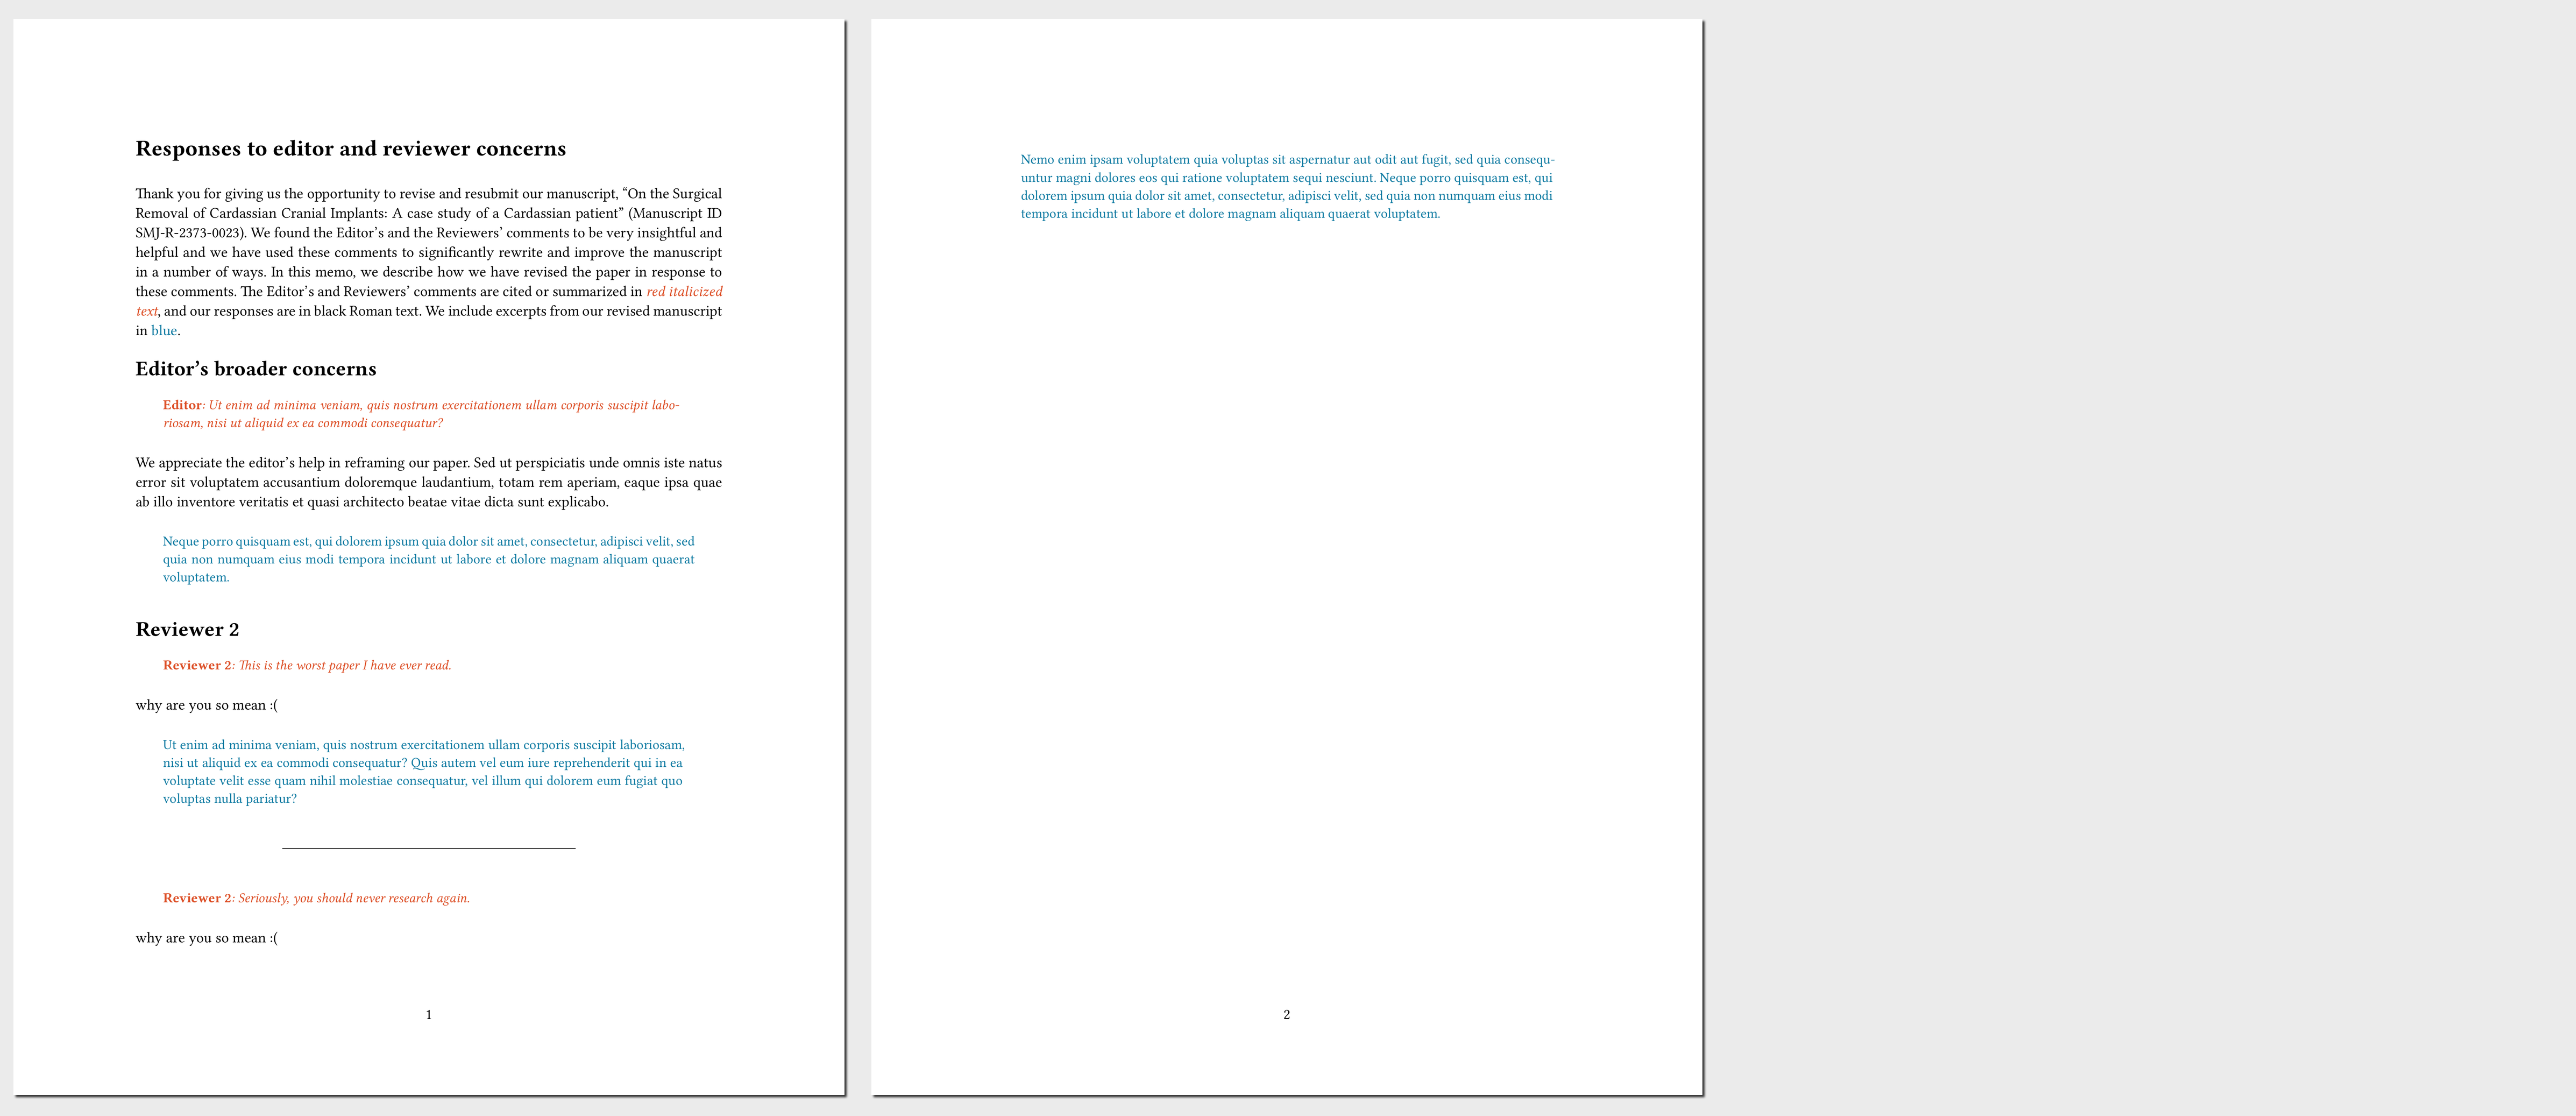 Responses to editor and reviewer concerns
Thank you for giving us the opportunity to revise and resubmit our manuscript, “On the Surgical
Removal of Cardassian Cranial Implants: A case study of a Cardassian patient” (Manuscript ID
SMJ-R-2373-0023). We found the Editor’s and the Reviewers’ comments to be very insightful and
helpful and we have used these comments to significantly rewrite and improve the manuscript
in a number of ways. In this memo, we describe how we have revised the paper in response to
these comments. The Editor’s and Reviewers’ comments are cited or summarized in red italicized
text, and our responses are in black Roman text. We include excerpts from our revised manuscript
in blue.
Editor’s broader concerns
Editor: Ut enim ad minima veniam, quis nostrum exercitationem ullam corporis suscipit labo-
riosam, nisi ut aliquid ex ea commodi consequatur?
We appreciate the editor’s help in reframing our paper. Sed ut perspiciatis unde omnis iste natus
error sit voluptatem accusantium doloremque laudantium, totam rem aperiam, eaque ipsa quae
ab illo inventore veritatis et quasi architecto beatae vitae dicta sunt explicabo.
Neque porro quisquam est, qui dolorem ipsum quia dolor sit amet, consectetur, adipisci velit, sed
quia non numquam eius modi tempora incidunt ut labore et dolore magnam aliquam quaerat
voluptatem.
Reviewer 2
Reviewer 2: This is the worst paper I have ever read.
why are you so mean :(
Ut enim ad minima veniam, quis nostrum exercitationem ullam corporis suscipit laboriosam,
nisi ut aliquid ex ea commodi consequatur? Quis autem vel eum iure reprehenderit qui in ea
voluptate velit esse quam nihil molestiae consequatur, vel illum qui dolorem eum fugiat quo
voluptas nulla pariatur?
Reviewer 2: Seriously, you should never research again.
why are you so mean :(
1
Nemo enim ipsam voluptatem quia voluptas sit aspernatur aut odit aut fugit, sed quia consequ-
untur magni dolores eos qui ratione voluptatem sequi nesciunt. Neque porro quisquam est, qui
dolorem ipsum quia dolor sit amet, consectetur, adipisci velit, sed quia non numquam eius modi
tempora incidunt ut labore et dolore magnam aliquam quaerat voluptatem.
2